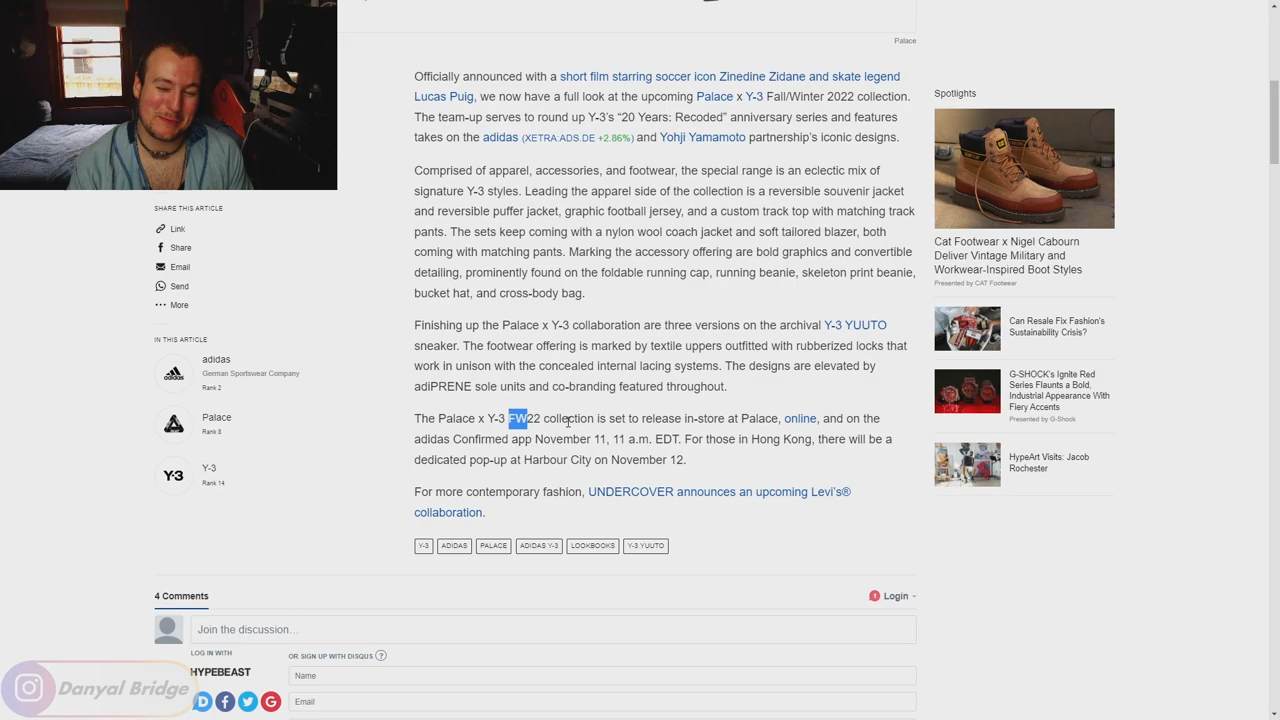 Palace
Officially announced with a short film starring soccer icon Zinedine Zidane and skate legend
Lucas Puig, we now have a full look at the upcoming Palace x Y-3 Fall/Winter 2022 collection.
The team-up serves to round up Y-3's “20 Years: Recoded” anniversary series and features
takes on the adidas (XETRA:ADS.DE +2.86%) and Yohji Yamamoto partnership's iconic designs.
Comprised of apparel, accessories, and footwear, the special range is an eclectic mix of
signature Y-3 styles. Leading the apparel side of the collection is a reversible souvenir jacket
and reversible puffer jacket, graphic football jersey, and a custom track top with matching track
pants. The sets keep coming with a nylon wool coach jacket and soft tailored blazer, both
coming with matching pants. Marking the accessory offering are bold graphics and convertible
detailing, prominently found on the foldable running cap, running beanie, skeleton print beanie,
bucket hat, and cross-body bag.
Finishing up the Palace x Y-3 collaboration are three versions on the archival Y-3 YUUTO
sneaker. The footwear offering is marked by textile uppers outfitted with rubberized locks that
work in unison with the concealed internal lacing systems. The designs are elevated by
adiPRENE sole units and co-branding featured throughout.
The Palace x Y-3 FW22 collection is set to release in-store at Palace, online, and on the
adidas Confirmed app November 11, 11 a.m. EDT. For those in Hong Kong, there will be a
dedicated pop-up at Harbour City on November 12.
For more contemporary fashion, UNDERCOVER announces an upcoming Levi's®
collaboration.
Y-3
ADIDAS
PALACE
ADIDAS Y-3
LOOKBOOKS
Y-3 YUUTO
SHARE THIS ARTICLE
Link
Share
Email
Send
More
IN THIS ARTICLE
adidas
adidas
German Sportswear Company
Rank 2
Palace
Rank 8
Y-3
Y-3
Rank 14
Spotlights
Cat Footwear x Nigel Cabourn
Deliver Vintage Military and
Workwear-Inspired Boot Styles
Presented by CAT Footwear
Can Resale Fix Fashion's
Sustainability Crisis?
G-SHOCK's Ignite Red
Series Flaunts a Bold,
Industrial Appearance With
Fiery Accents
Presented by G-Shock
HypeArt Visits: Jacob
Rochester
4 Comments
1 Login
Join the discussion...
LOG IN WITH
OR SIGN UP WITH DISQUS ?
HYPEBEAST
Name
D f G
Email
Danyal Bridge